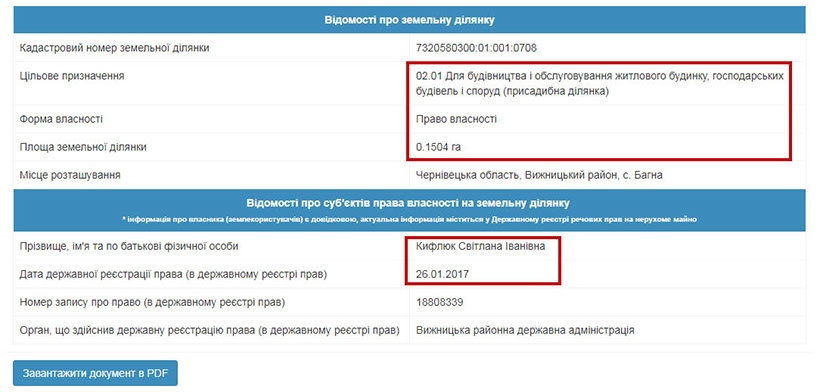 Відомості про земельну ділянку
Кадастровий номер земельної ділянки 7320580300:01:001:0708
Цільове призначення 02.01 Для будівництва і обслуговування житлового будинку, господарських
будівель і споруд (присадибна ділянка)
Форма власності Право власності
Площа земельної ділянки 0.1504 га
Місце розташування Чернівецька область, Вижницький район, с. Багна
Відомості про суб'єктів права власності на земельну ділянку
* інформація про власника (землекористувачів) є довідковою, актуальна інформація міститься у Державному реєстрі речових прав на нерухоме майно
Прізвище, ім'я та по батькові фізичної особи Кифлюк Світлана Іванівна
Дата державної реєстрації права (в державному реєстрі прав) 26.01.2017
Номер запису про право (в державному реєстрі прав) 18808339
Орган, що здійснив державну реєстрацію права (в державному реєстрі прав) Вижницька районна державна адміністрація
Завантажити документ в PDF